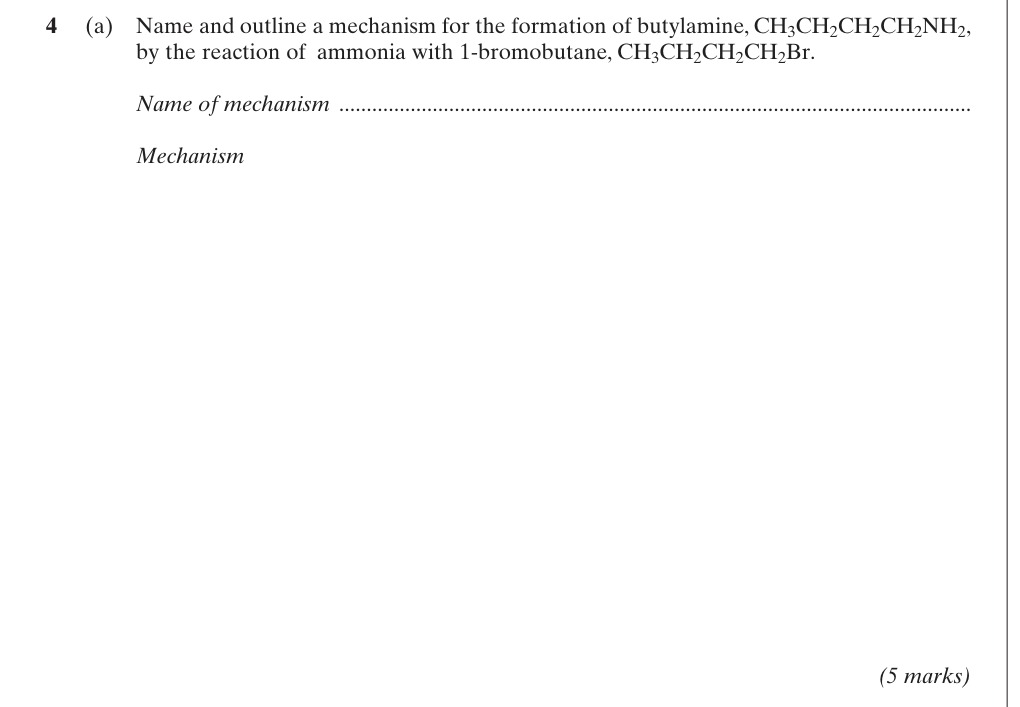 4 (a) Name and outline a mechanism for the formation of butylamine, CH₃CH₂CH₂CH₂NH₂,
by the reaction of ammonia with 1-bromobutane, CH₃CH₂CH₂CH₂Br.
Name of mechanism ....................................................................................................................
Mechanism
(5 marks)